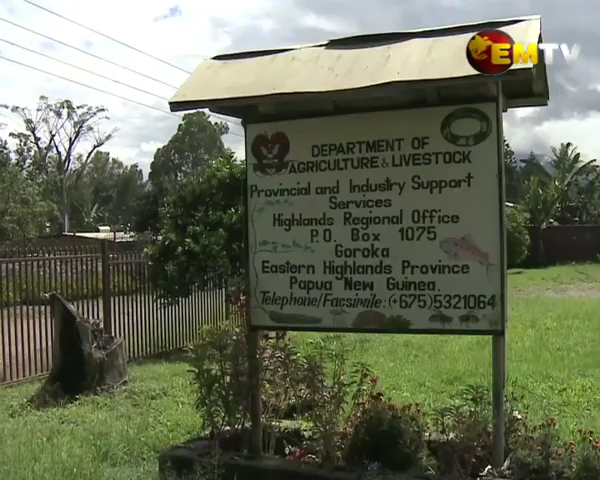 EMTV
DEPARTMENT OF
AGRICULTURE & LIVESTOCK
Provincial and Industry Support
Services
Highlands Regional Office
P.O. Box 1075
Goroka
Eastern Highlands Province
Papua New Guinea.
Telephone/Facsimile:(+675)5321064